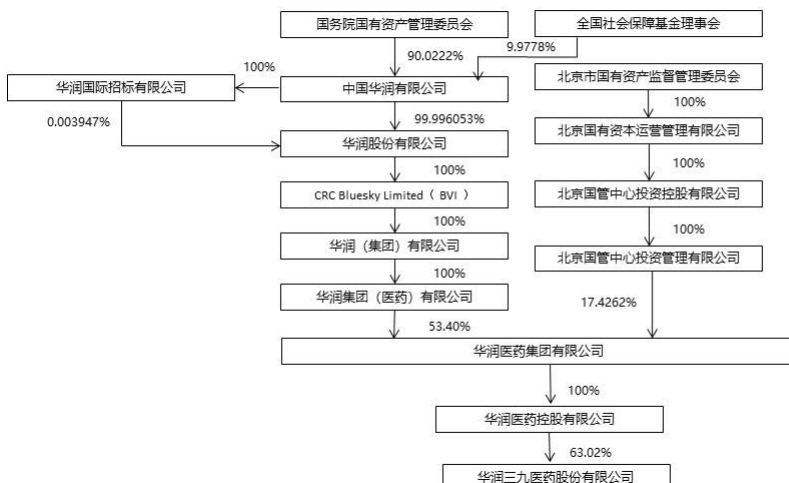 国务院国有资产管理委员会
全国社会保障基金理事会
90.0222%
9.9778%
100%
华润国际招标有限公司
中国华润有限公司
北京市国有资产监督管理委员会
0.003947%
99.996053%
100%
华润股份有限公司
北京国有资本运营管理有限公司
100%
100%
CRC Bluesky Limited（ BVI ）
北京国管中心投资控股有限公司
100%
100%
华润（集团）有限公司
北京国管中心投资管理有限公司
100%
华润集团（医药）有限公司
17.4262%
53.40%
华润医药集团有限公司
100%
华润医药控股有限公司
63.02%
华润三九医药股份有限公司